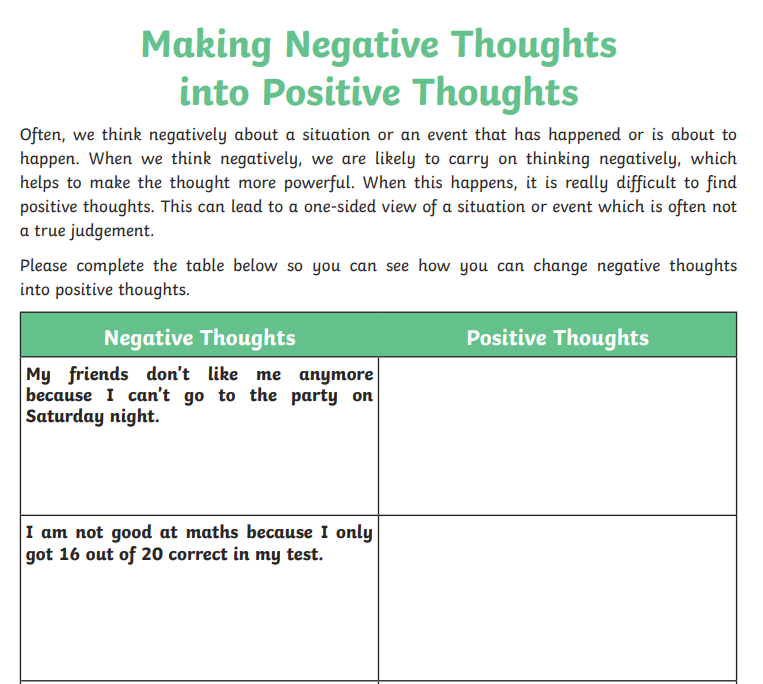 Making Negative Thoughts
into Positive Thoughts
Often, we think negatively about a situation or an event that has happened or is about to
happen. When we think negatively, we are likely to carry on thinking negatively, which
helps to make the thought more powerful. When this happens, it is really difficult to find
positive thoughts. This can lead to a one-sided view of a situation or event which is often not
a true judgement.
Please complete the table below so you can see how you can change negative thoughts
into positive thoughts.
Negative Thoughts
Positive Thoughts
My friends don't like me anymore
because I can't go to the party on
Saturday night.
I am not good at maths because I only
got 16 out of 20 correct in my test.